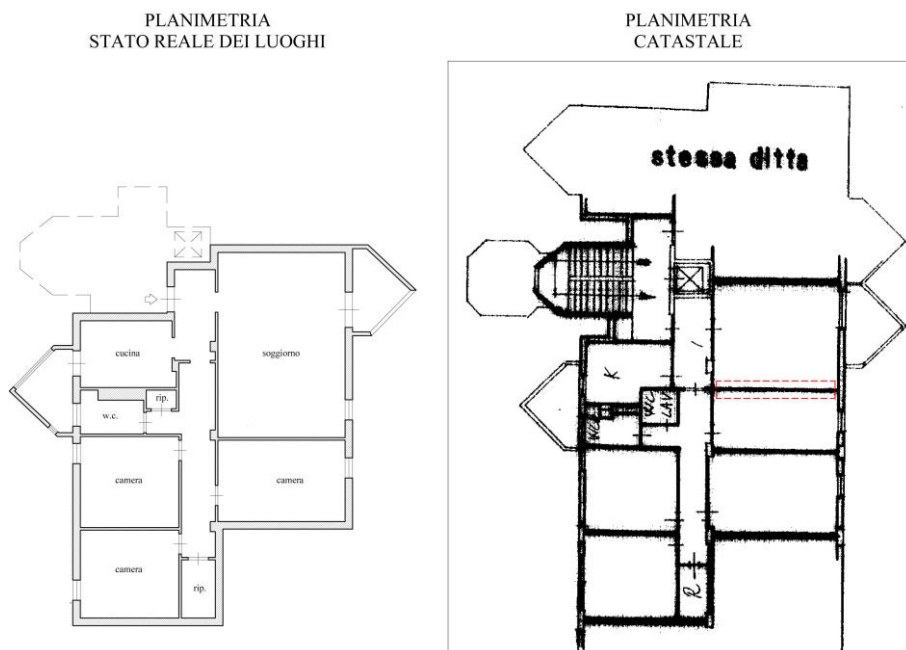 PLANIMETRIA
STATO REALE DEI LUOGHI
PLANIMETRIA
CATASTALE
stessa ditta
cucina
soggiorno
rip.
w.c.
camera
camera
camera
rip.
I
K
WC
LAV
WC
R